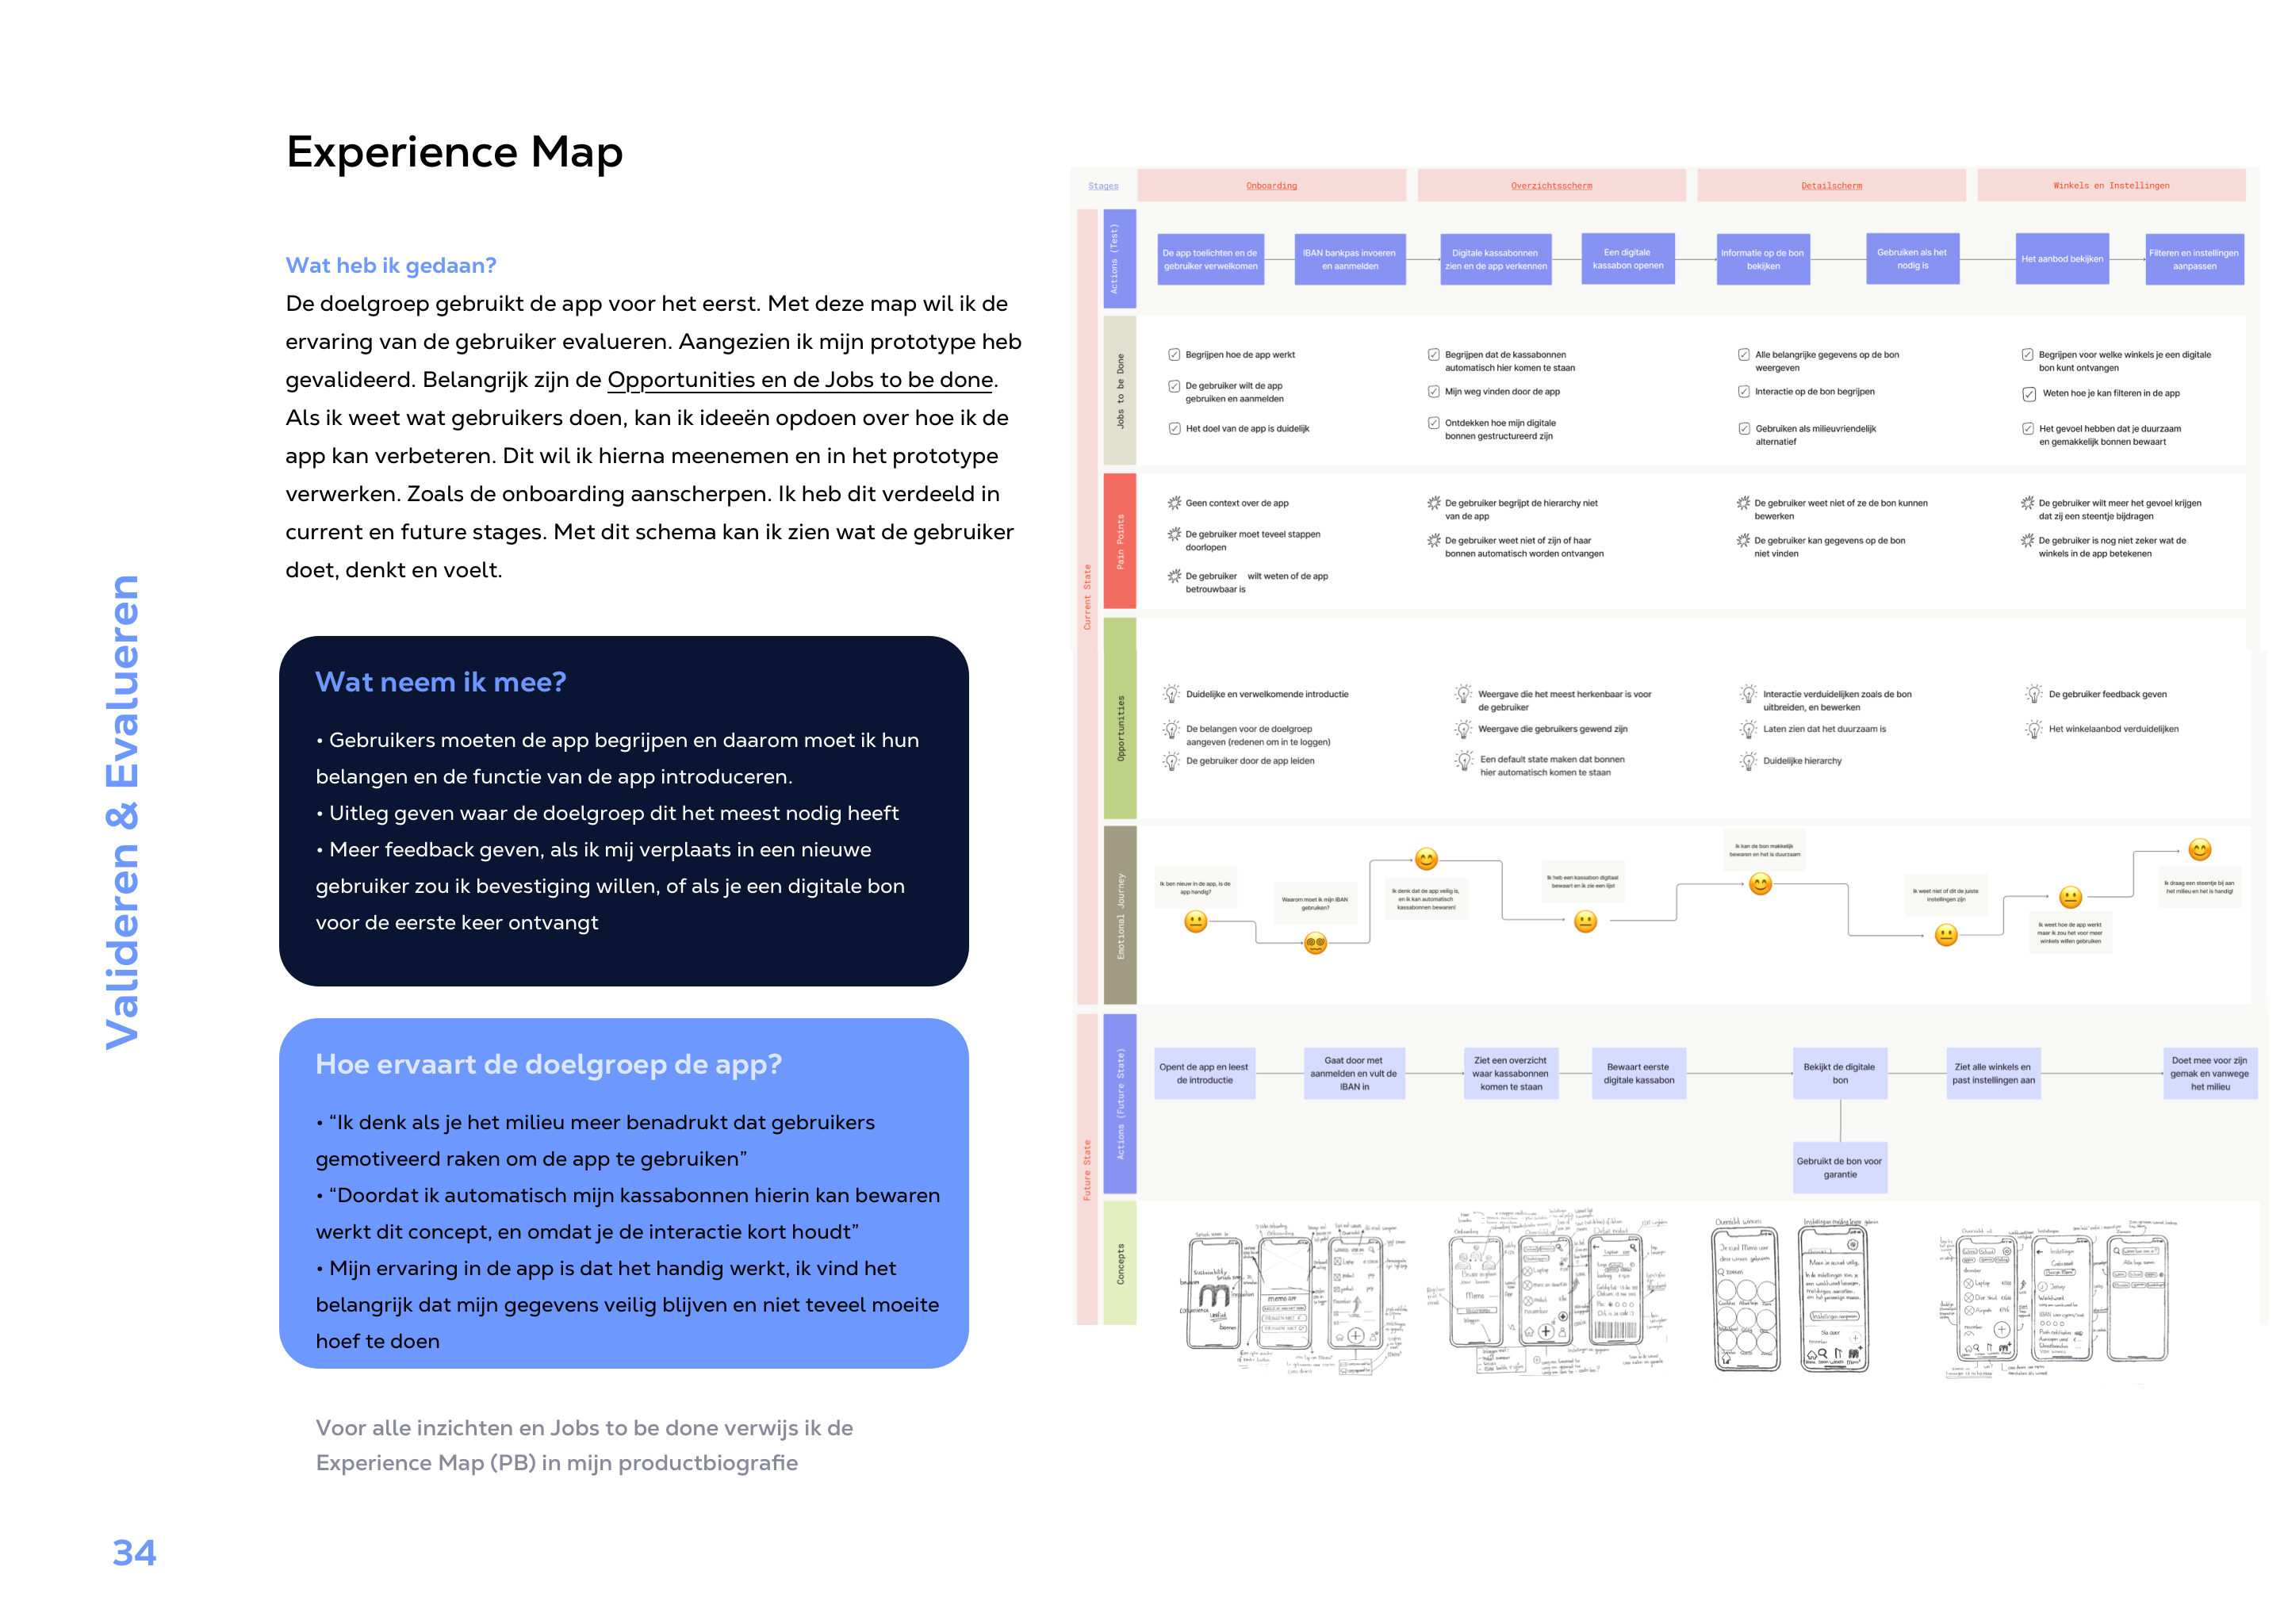 Experience Map
Wat heb ik gedaan?
De doelgroep gebruikt de app voor het eerst. Met deze map wil ik de
ervaring van de gebruiker evalueren. Aangezien ik mijn prototype heb
gevalideerd. Belangrijk zijn de Opportunities en de Jobs to be done.
Als ik weet wat gebruikers doen, kan ik ideeën opdoen over hoe ik de
app kan verbeteren. Dit wil ik hierna meenemen en in het prototype
verwerken. Zoals de onboarding aanscherpen. Ik heb dit verdeeld in
current en future stages. Met dit schema kan ik zien wat de gebruiker
doet, denkt en voelt.
Valideren & Evalueren
Wat neem ik mee?
• Gebruikers moeten de app begrijpen en daarom moet ik hun
belangen en de functie van de app introduceren.
• Uitleg geven waar de doelgroep dit het meest nodig heeft
• Meer feedback geven, als ik mij verplaats in een nieuwe
gebruiker zou ik bevestiging willen, of als je een digitale bon
voor de eerste keer ontvangt
Hoe ervaart de doelgroep de app?
• “Ik denk als je het milieu meer benadrukt dat gebruikers
gemotiveerd raken om de app te gebruiken”
• “Doordat ik automatisch mijn kassabonnen hierin kan bewaren
werkt dit concept, en omdat je de interactie kort houdt”
• Mijn ervaring in de app is dat het handig werkt, ik vind het
belangrijk dat mijn gegevens veilig blijven en niet teveel moeite
hoef te doen
Voor alle inzichten en Jobs to be done verwijs ik de
Experience Map (PB) in mijn productbiografie
34
Stages
Onboarding
Overzichtsscherm
Detailscherm
Winkels en Instellingen
Current State
Actions (Test)
De app toelichten en de
gebruiker verwelkomen
IBAN bankpas invoeren
en aanmelden
Digitale kassabonnen
zien en de app verkennen
Een digitale
kassabon openen
Informatie op de bon
bekijken
Gebruiken als het
nodig is
Het aanbod bekijken
Filteren en instellingen
aanpassen
Jobs to be Done
Begrijpen hoe de app werkt
De gebruiker wilt de app
gebruiken en aanmelden
Het doel van de app is duidelijk
Begrijpen dat de kassabonnen
automatisch hier komen te staan
Mijn weg vinden door de app
Ontdekken hoe mijn digitale
bonnen gestructureerd zijn
Alle belangrijke gegevens op de bon
weergeven
Interactie op de bon begrijpen
Gebruiken als milieuvriendelijk
alternatief
Begrijpen voor welke winkels je een digitale
bon kunt ontvangen
Weten hoe je kan filteren in de app
Het gevoel hebben dat je duurzaam
en gemakkelijk bonnen bewaart
Pain Points
Geen context over de app
De gebruiker moet teveel stappen
doorlopen
De gebruiker wilt weten of de app
betrouwbaar is
De gebruiker begrijpt de hierarchy niet
van de app
De gebruiker weet niet of zijn of haar
bonnen automatisch worden ontvangen
De gebruiker weet niet of ze de bon kunnen
bewerken
De gebruiker kan gegevens op de bon
niet vinden
De gebruiker wilt meer het gevoel krijgen
dat zij een steentje bijdragen
De gebruiker is nog niet zeker wat de
winkels in de app betekenen
Opportunities
Duidelijke en verwelkomende introductie
De belangen voor de doelgroep
aangeven (redenen om in te loggen)
De gebruiker door de app leiden
Weergave die het meest herkenbaar is voor
de gebruiker
Weergave die gebruikers gewend zijn
Een default state maken dat bonnen
hier automatisch komen te staan
Interactie verduidelijken zoals de bon
uitbreiden, en bewerken
Laten zien dat het duurzaam is
Duidelijke hierarchy
De gebruiker feedback geven
Het winkelaanbod verduidelijken
Emotional Journey
Ik ben nieuw in de app, is de
app handig?
Waarom moet ik mijn IBAN
gebruiken?
Ik denk dat de app veilig is,
en ik kan automatisch
kassabonnen bewaren!
Ik heb een kassabon digitaal
bewaart en ik zie een lijst
Ik kan de bon makkelijk
bewaren en het is duurzaam
Ik weet niet of dit de juiste
instellingen zijn
Ik weet hoe de app werkt
maar ik zou het voor meer
winkels willen gebruiken
Ik draag een steentje bij aan
het milieu en het is handig!
Future State
Actions (Future State)
Opent de app en leest
de introductie
Gaat door met
aanmelden en vult de
IBAN in
Ziet een overzicht
waar kassabonnen
komen te staan
Bewaart eerste
digitale kassabon
Bekijkt de digitale
bon
Gebruikt de bon voor
garantie
Ziet alle winkels en
past instellingen aan
Doet mee voor zijn
gemak en vanwege
het milieu
Concepts